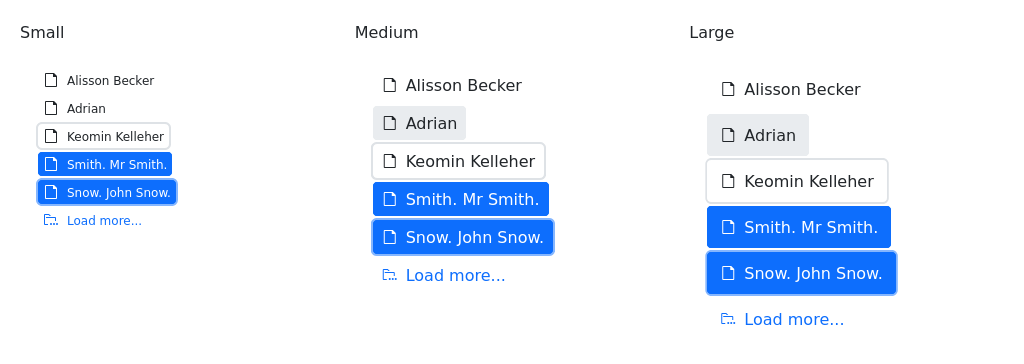 Small
Alisson Becker
Adrian
Keomin Kelleher
Smith. Mr Smith.
Snow. John Snow.
Load more...
Medium
Alisson Becker
Adrian
Keomin Kelleher
Smith. Mr Smith.
Snow. John Snow.
Load more...
Large
Alisson Becker
Adrian
Keomin Kelleher
Smith. Mr Smith.
Snow. John Snow.
Load more...